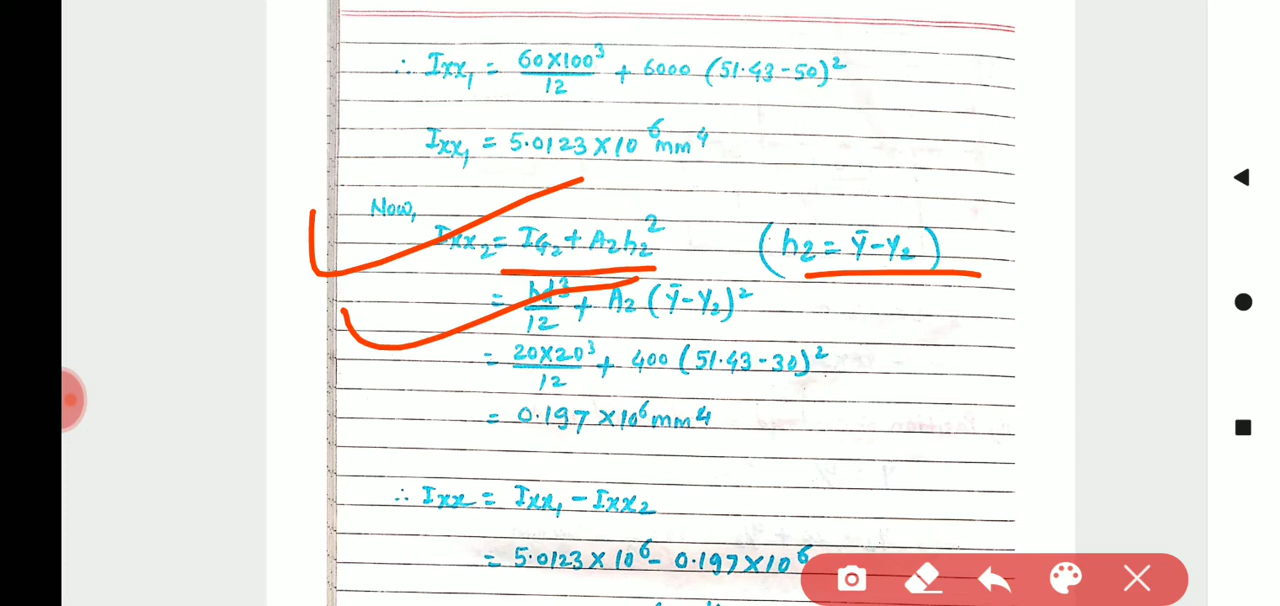 ∴ Ixx₁ = 60×100³/12 + 6000 (51.43-50)²
Ixx₁ = 5.0123×10⁶ mm⁴
Now,
Ixx₂ = IG₂ + A₂h₂² (h₂ = ȳ-y₂)
= bd³/12 + A₂ (ȳ-y₂)²
= 20×20³/12 + 400 (51.43-30)²
= 0.197×10⁶ mm⁴
∴ Ixx = Ixx₁ - Ixx₂
= 5.0123×10⁶ - 0.197×10⁶